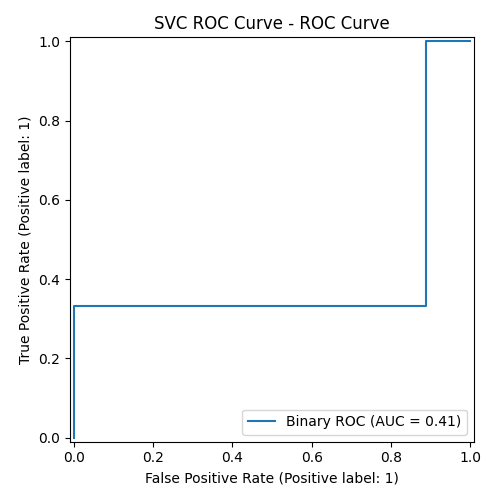 SVC ROC Curve - ROC Curve
True Positive Rate (Positive label: 1)
1.0
0.8
0.6
0.4
0.2
0.0
Binary ROC (AUC = 0.41)
0.0 0.2 0.4 0.6 0.8 1.0
False Positive Rate (Positive label: 1)